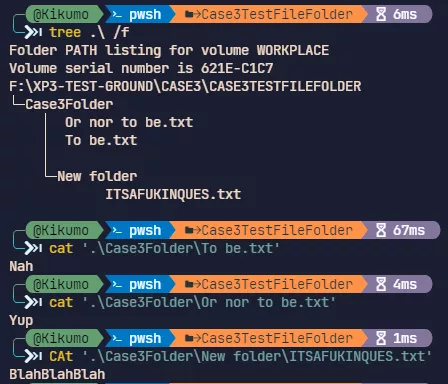 @Kikumo pwsh Case3TestFileFolder 6ms
tree .\ /f
Folder PATH listing for volume WORKPLACE
Volume serial number is 621E-C1C7
F:\XP3-TEST-GROUND\CASE3\CASE3TESTFILEFOLDER
└─Case3Folder
│ Or nor to be.txt
│ To be.txt
│
└─New folder
ITSAFUKINQUES.txt
@Kikumo pwsh Case3TestFileFolder 67ms
cat '.\Case3Folder\To be.txt'
Nah
@Kikumo pwsh Case3TestFileFolder 4ms
cat '.\Case3Folder\Or nor to be.txt'
Yup
@Kikumo pwsh Case3TestFileFolder 1ms
CAt '.\Case3Folder\New folder\ITSAFUKINQUES.txt'
BlahBlahBlah